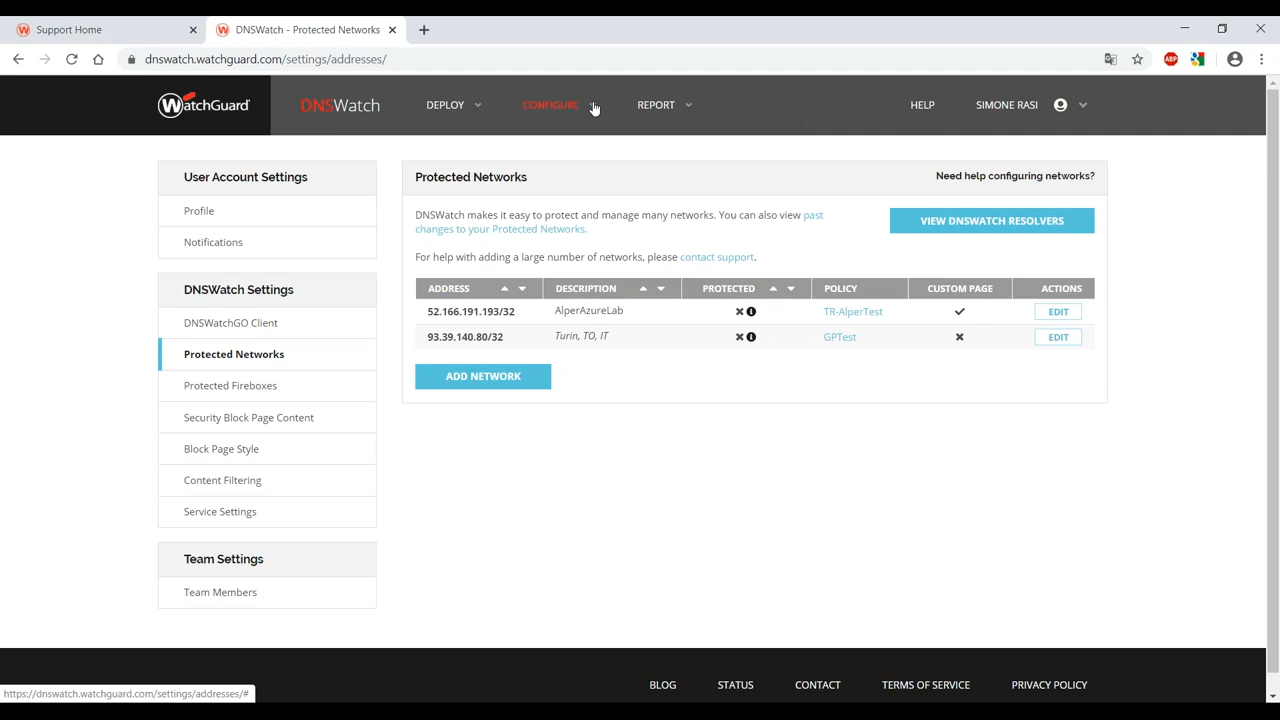 Support Home
DNSWatch - Protected Networks
dnswatch.watchguard.com/settings/addresses/
WatchGuard
DNSWatch
DEPLOY
CONFIGURE
REPORT
HELP
SIMONE RASI
User Account Settings
Profile
Notifications
DNSWatch Settings
DNSWatchGO Client
Protected Networks
Protected Fireboxes
Security Block Page Content
Block Page Style
Content Filtering
Service Settings
Team Settings
Team Members
Protected Networks
Need help configuring networks?
DNSWatch makes it easy to protect and manage many networks. You can also view past
changes to your Protected Networks.
VIEW DNSWATCH RESOLVERS
For help with adding a large number of networks, please contact support.
ADDRESS DESCRIPTION PROTECTED POLICY CUSTOM PAGE ACTIONS
52.166.191.193/32 AlperAzureLab TR-AlperTest EDIT
93.39.140.80/32 Turin, TO, IT GPTest EDIT
ADD NETWORK
BLOG STATUS CONTACT TERMS OF SERVICE PRIVACY POLICY
https://dnswatch.watchguard.com/settings/addresses/#